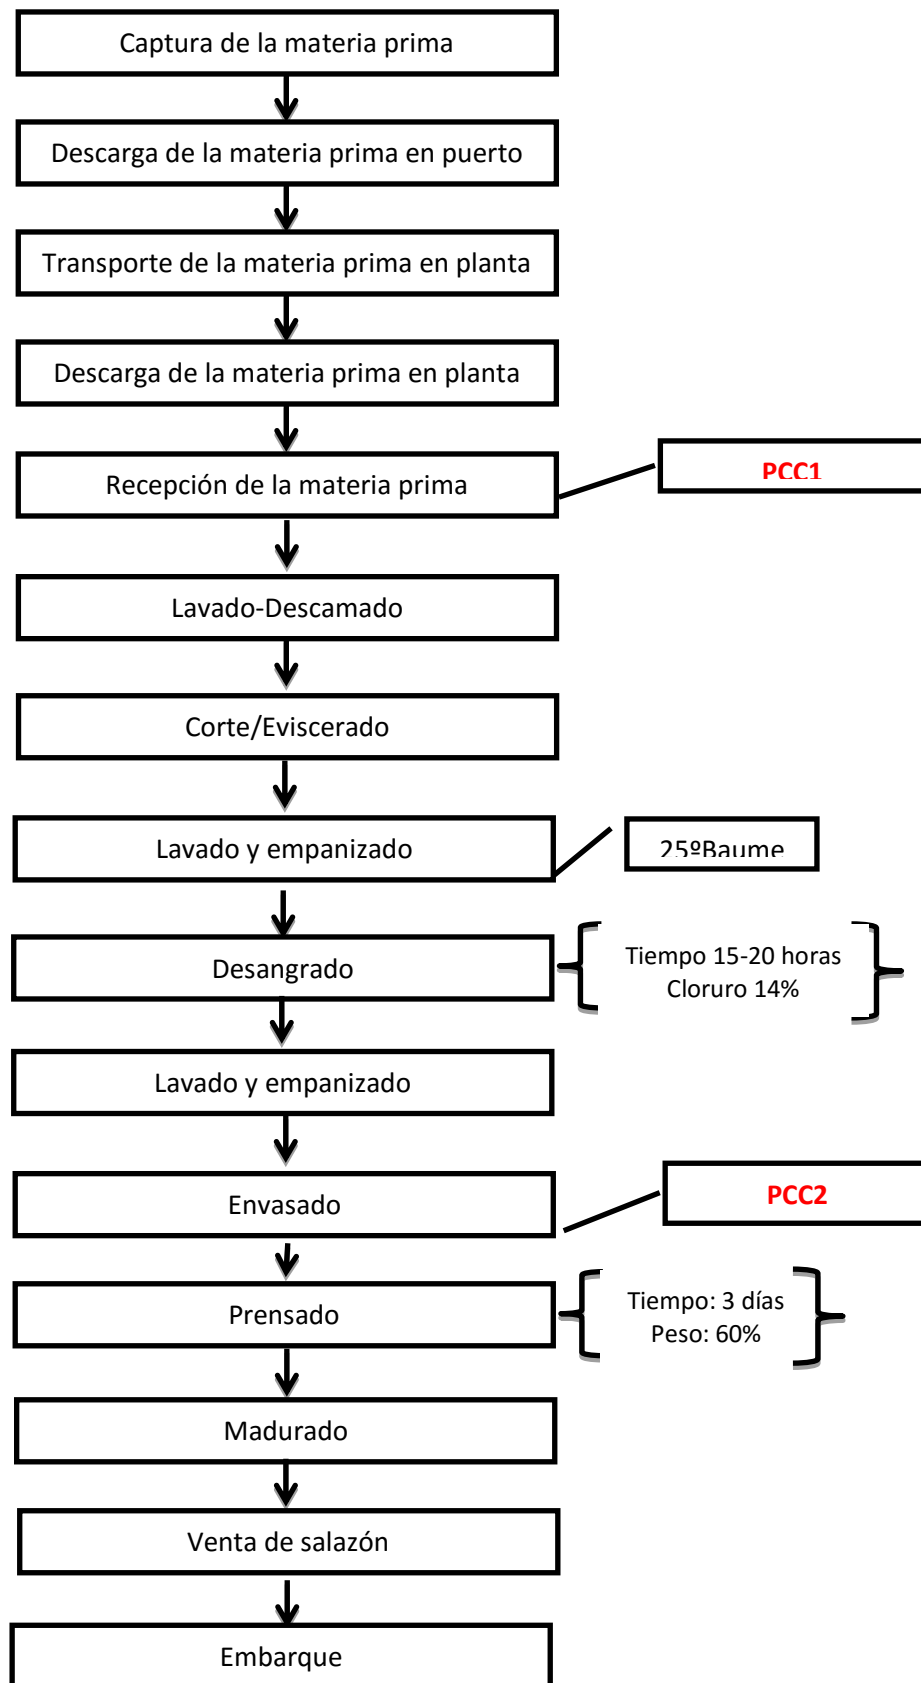 Captura de la materia prima
Descarga de la materia prima en puerto
Transporte de la materia prima en planta
Descarga de la materia prima en planta
Recepción de la materia prima
PCC1
Lavado-Descamado
Corte/Eviscerado
Lavado y empanizado
25ºBaume
Desangrado
Tiempo 15-20 horas
Cloruro 14%
Lavado y empanizado
Envasado
PCC2
Prensado
Tiempo: 3 días
Peso: 60%
Madurado
Venta de salazón
Embarque